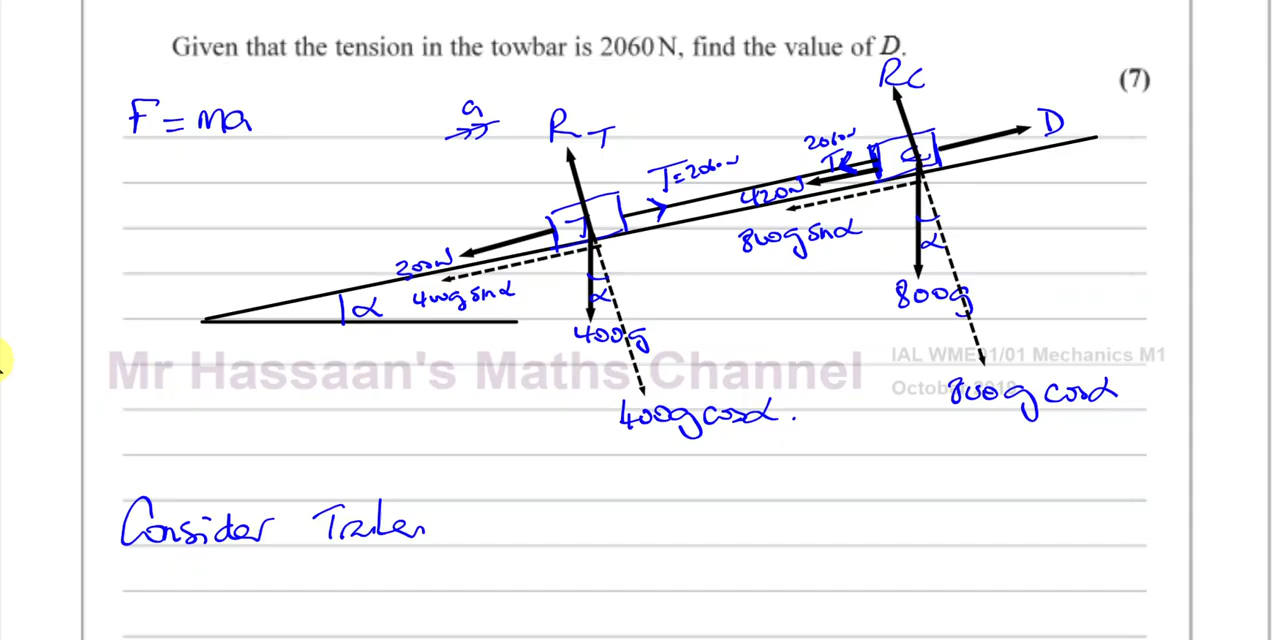 Given that the tension in the towbar is 2060 N, find the value of D.
(7)
F = ma
a
R T
T = 2060N
2060N
RC
D
T
C
420N
800g sin α
200N
400g sin α
α
α
α
400g
800g
Mr Hassaan's Maths Channel
IAL WME01/01 Mechanics M1
October
400g cos α.
800g cos α
Consider Trailer